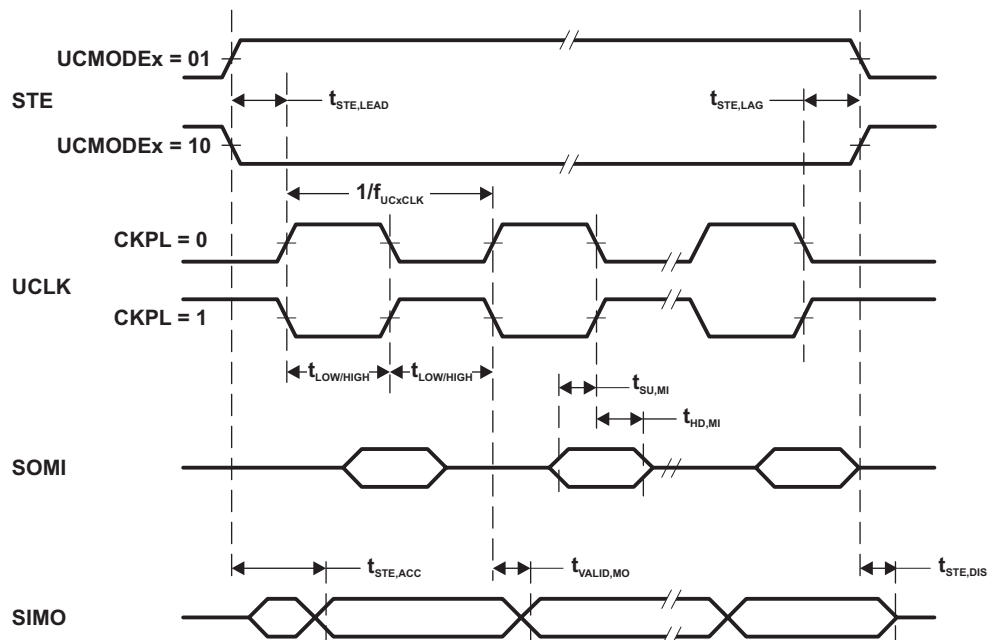 UCMODEx = 01
STE
t_STE,LEAD
t_STE,LAG
UCMODEx = 10
1/f_UCxCLK
CKPL = 0
UCLK
CKPL = 1
t_LOW/HIGH
t_LOW/HIGH
t_SU,MI
t_HD,MI
SOMI
t_STE,ACC
t_VALID,MO
t_STE,DIS
SIMO